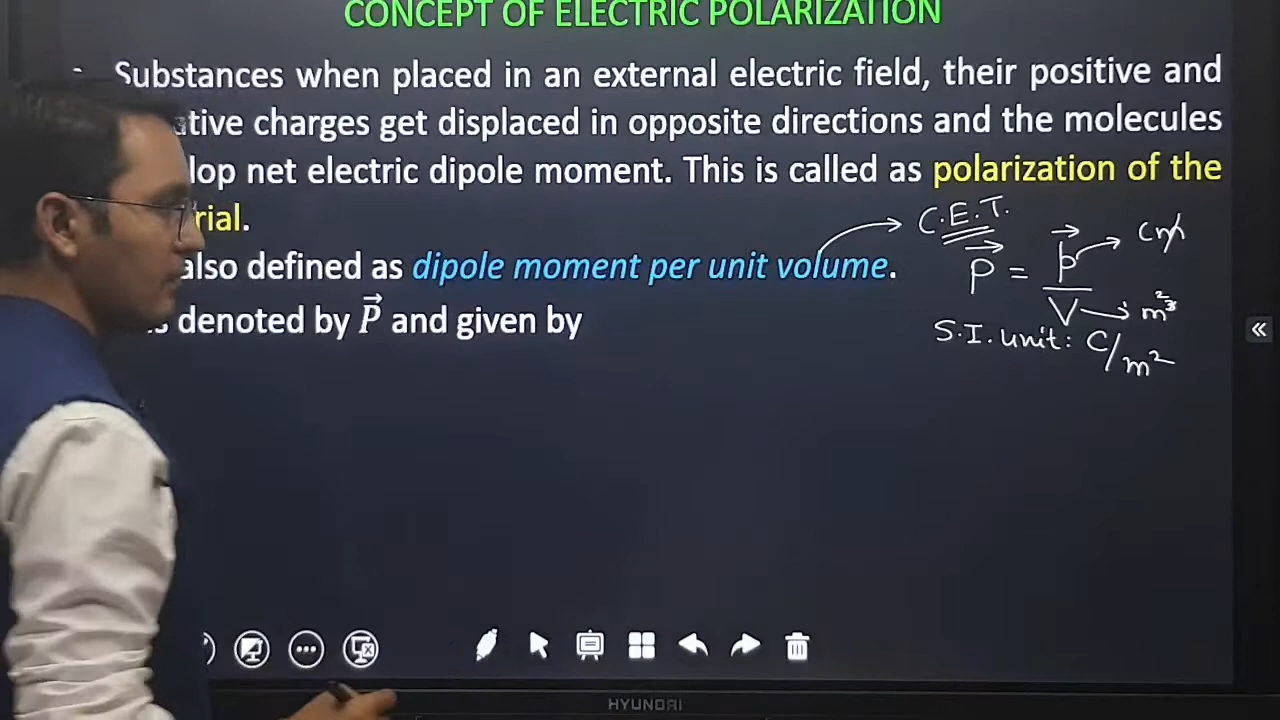 CONCEPT OF ELECTRIC POLARIZATION
Substances when placed in an external electric field, their positive and
ative charges get displaced in opposite directions and the molecules
lop net electric dipole moment. This is called as polarization of the
rial.
also defined as dipole moment per unit volume.
s denoted by P⃗ and given by
C.E.T.
P⃗ = p⃗ / V
Cm
m³
S.I. unit: C/m²
HYUNDAI